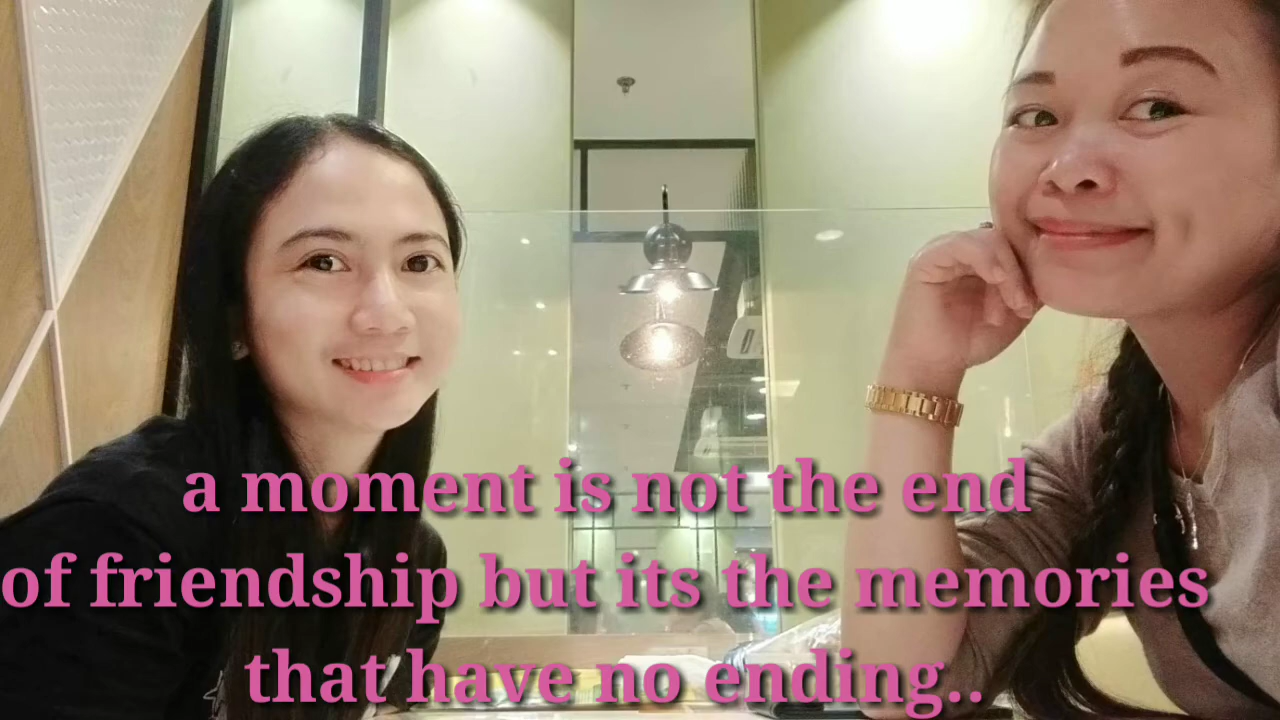 a moment is not the end
of friendship but its the memories
that have no ending..